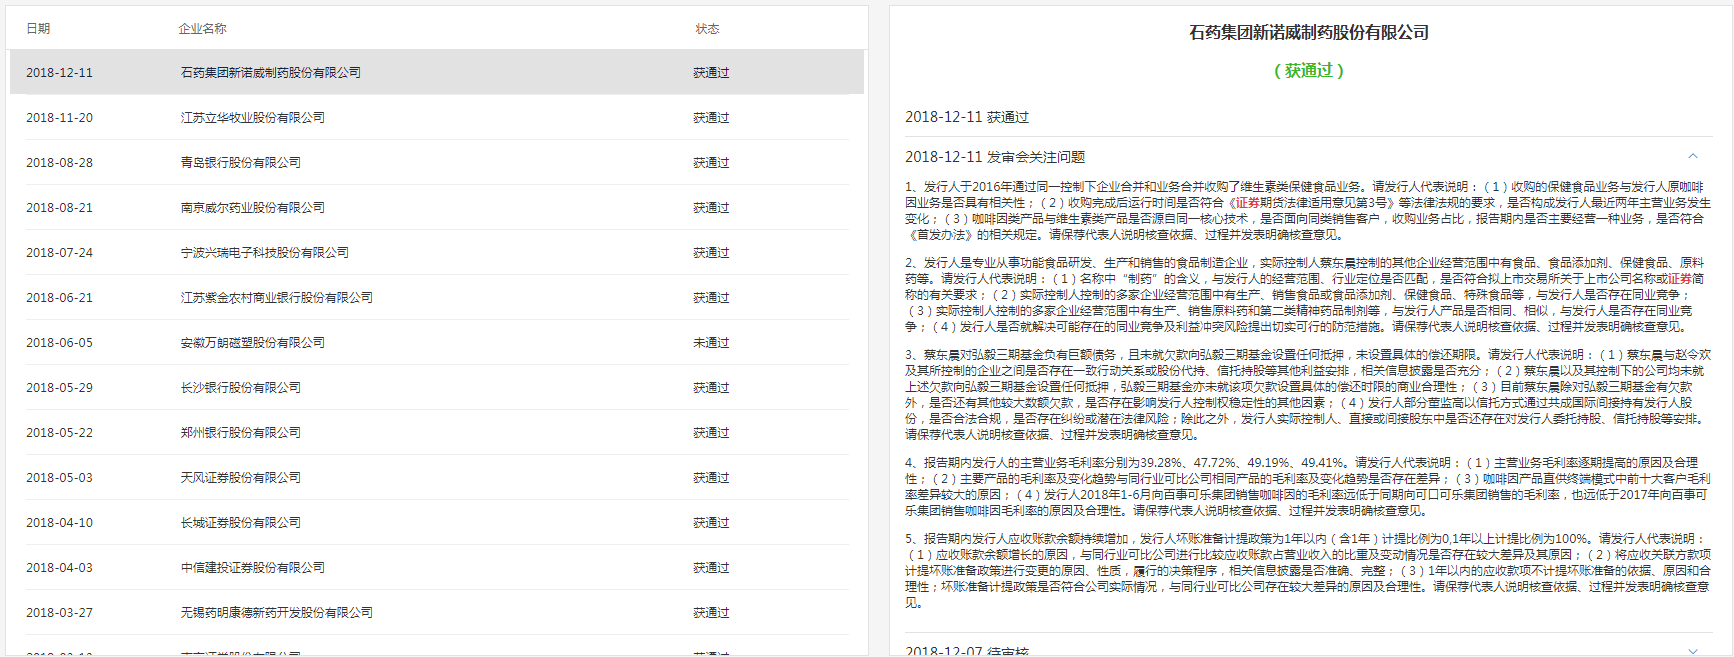 日期 企业名称 状态
2018-12-11 石药集团新诺威制药股份有限公司 获通过
2018-11-20 江苏立华牧业股份有限公司 获通过
2018-08-28 青岛银行股份有限公司 获通过
2018-08-21 南京威尔药业股份有限公司 获通过
2018-07-24 宁波兴瑞电子科技股份有限公司 获通过
2018-06-21 江苏紫金农村商业银行股份有限公司 获通过
2018-06-05 安徽万朗磁塑股份有限公司 未通过
2018-05-29 长沙银行股份有限公司 获通过
2018-05-22 郑州银行股份有限公司 获通过
2018-05-03 天风证券股份有限公司 获通过
2018-04-10 长城证券股份有限公司 获通过
2018-04-03 中信建投证券股份有限公司 获通过
2018-03-27 无锡药明康德新药开发股份有限公司 获通过
石药集团新诺威制药股份有限公司
（获通过）
2018-12-11 获通过
2018-12-11 发审会关注问题
1、发行人于2016年通过同一控制下企业合并和业务合并收购了维生素类保健食品业务。请发行人代表说明：（1）收购的保健食品业务与发行人原咖啡
因业务是否具有相关性；（2）收购完成后运行时间是否符合《证券期货法律适用意见第3号》等法律法规的要求，是否构成发行人最近两年主营业务发生
变化；（3）咖啡因类产品与维生素类产品是否源自同一核心技术，是否面向同类销售客户，收购业务占比，报告期内是否主要经营一种业务，是否符合
《首发办法》的相关规定。请保荐代表人说明核查依据、过程并发表明确核查意见。
2、发行人是专业从事功能食品研发、生产和销售的食品制造企业，实际控制人蔡东晨控制的其他企业经营范围中有食品、食品添加剂、保健食品、原料
药等。请发行人代表说明：（1）名称中“制药”的含义，与发行人的经营范围、行业定位是否匹配，是否符合拟上市交易所关于上市公司名称或证券简
称的有关要求；（2）实际控制人控制的多家企业经营范围中有生产、销售食品或食品添加剂、保健食品、特殊食品等，与发行人是否存在同业竞争；
（3）实际控制人控制的多家企业经营范围中有生产、销售原料药和第二类精神药品制剂等，与发行人产品是否相同、相似，与发行人是否存在同业竞
争；（4）发行人是否就解决可能存在的同业竞争及利益冲突风险提出切实可行的防范措施。请保荐代表人说明核查依据、过程并发表明确核查意见。
3、蔡东晨对弘毅三期基金负有巨额债务，且未就欠款向弘毅三期基金设置任何抵押，未设置具体的偿还期限。请发行人代表说明：（1）蔡东晨与赵令欢
及其所控制的企业之间是否存在一致行动关系或股份代持、信托持股等其他利益安排，相关信息披露是否充分；（2）蔡东晨以及其控制下的公司均未就
上述欠款向弘毅三期基金设置任何抵押，弘毅三期基金亦未就该项欠款设置具体的偿还时限的商业合理性；（3）目前蔡东晨除对弘毅三期基金有欠款
外，是否还有其他较大数额欠款，是否存在影响发行人控制权稳定性的其他因素；（4）发行人部分董监高以信托方式通过共成国际间接持有发行人股
份，是否合法合规，是否存在纠纷或潜在法律风险；除此之外，发行人实际控制人、直接或间接股东中是否还存在对发行人委托持股、信托持股等安排。
请保荐代表人说明核查依据、过程并发表明确核查意见。
4、报告期内发行人的主营业务毛利率分别为39.28%、47.72%、49.19%、49.41%。请发行人代表说明：（1）主营业务毛利率逐期提高的原因及合理
性；（2）主要产品的毛利率及变化趋势与同行业可比公司相同产品的毛利率及变化趋势是否存在差异；（3）咖啡因产品直供终端模式中前十大客户毛利
率差异较大的原因；（4）发行人2018年1-6月向百事可乐集团销售咖啡因的毛利率远低于同期向可口可乐集团销售的毛利率，也远低于2017年向百事可
乐集团销售咖啡因毛利率的原因及合理性。请保荐代表人说明核查依据、过程并发表明确核查意见。
5、报告期内发行人应收账款余额持续增加，发行人坏账准备计提政策为1年以内（含1年）计提比例为0,1年以上计提比例为100%。请发行人代表说明：
（1）应收账款余额增长的原因，与同行业可比公司进行比较应收账款占营业收入的比重及变动情况是否存在较大差异及其原因；（2）将应收关联方款项
计提坏账准备政策进行变更的原因、性质，履行的决策程序，相关信息披露是否准确、完整；（3）1年以内的应收款项不计提坏账准备的依据、原因和合
理性；坏账准备计提政策是否符合公司实际情况，与同行业可比公司存在较大差异的原因及合理性。请保荐代表人说明核查依据、过程并发表明确核查意
见。
2018-12-07 待审核